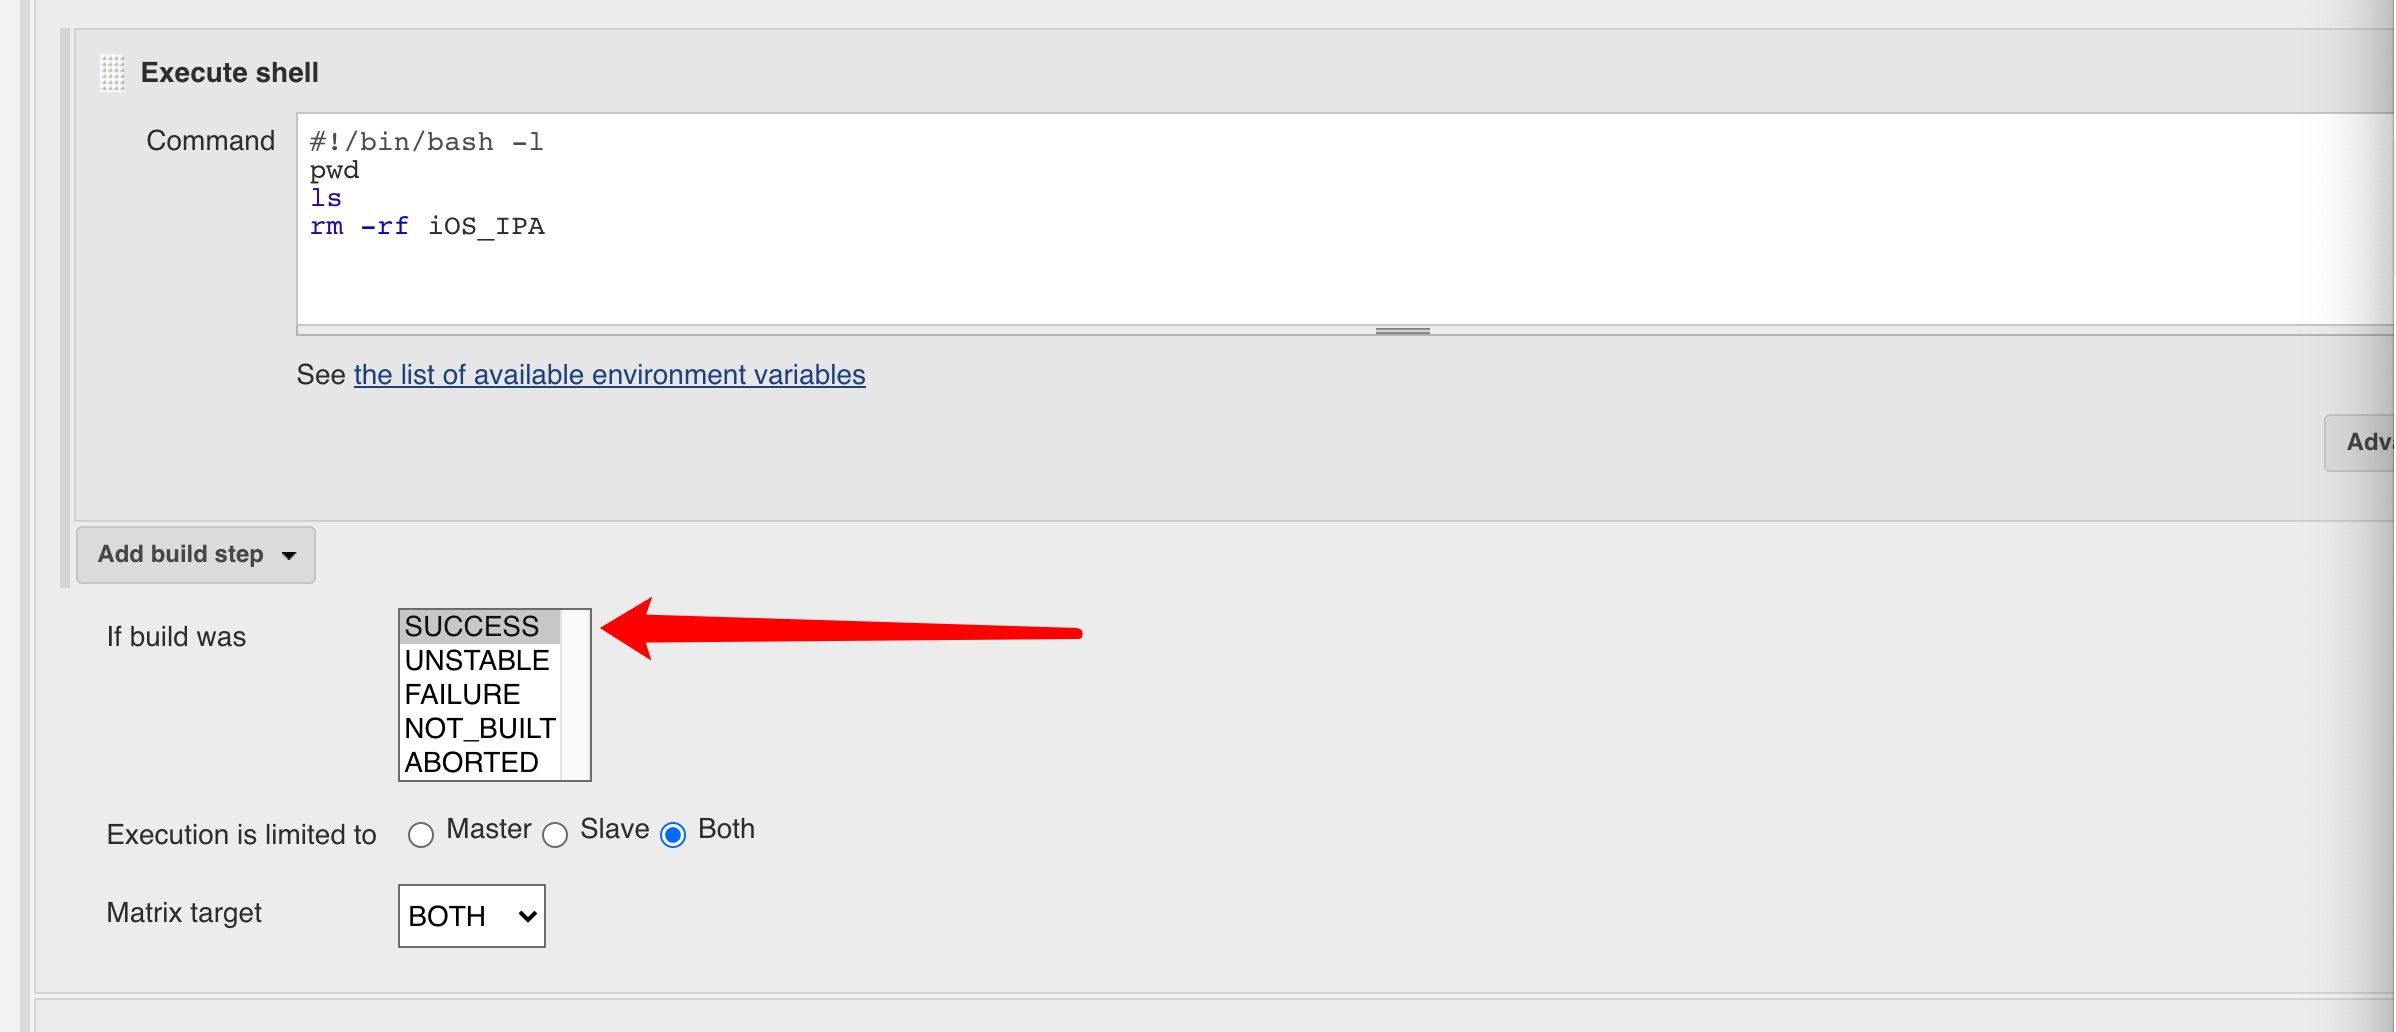 Execute shell
Command
#!/bin/bash -l
pwd
ls
rm -rf iOS_IPA
See the list of available environment variables
Add build step
If build was
SUCCESS
UNSTABLE
FAILURE
NOT_BUILT
ABORTED
Execution is limited to Master Slave Both
Matrix target BOTH